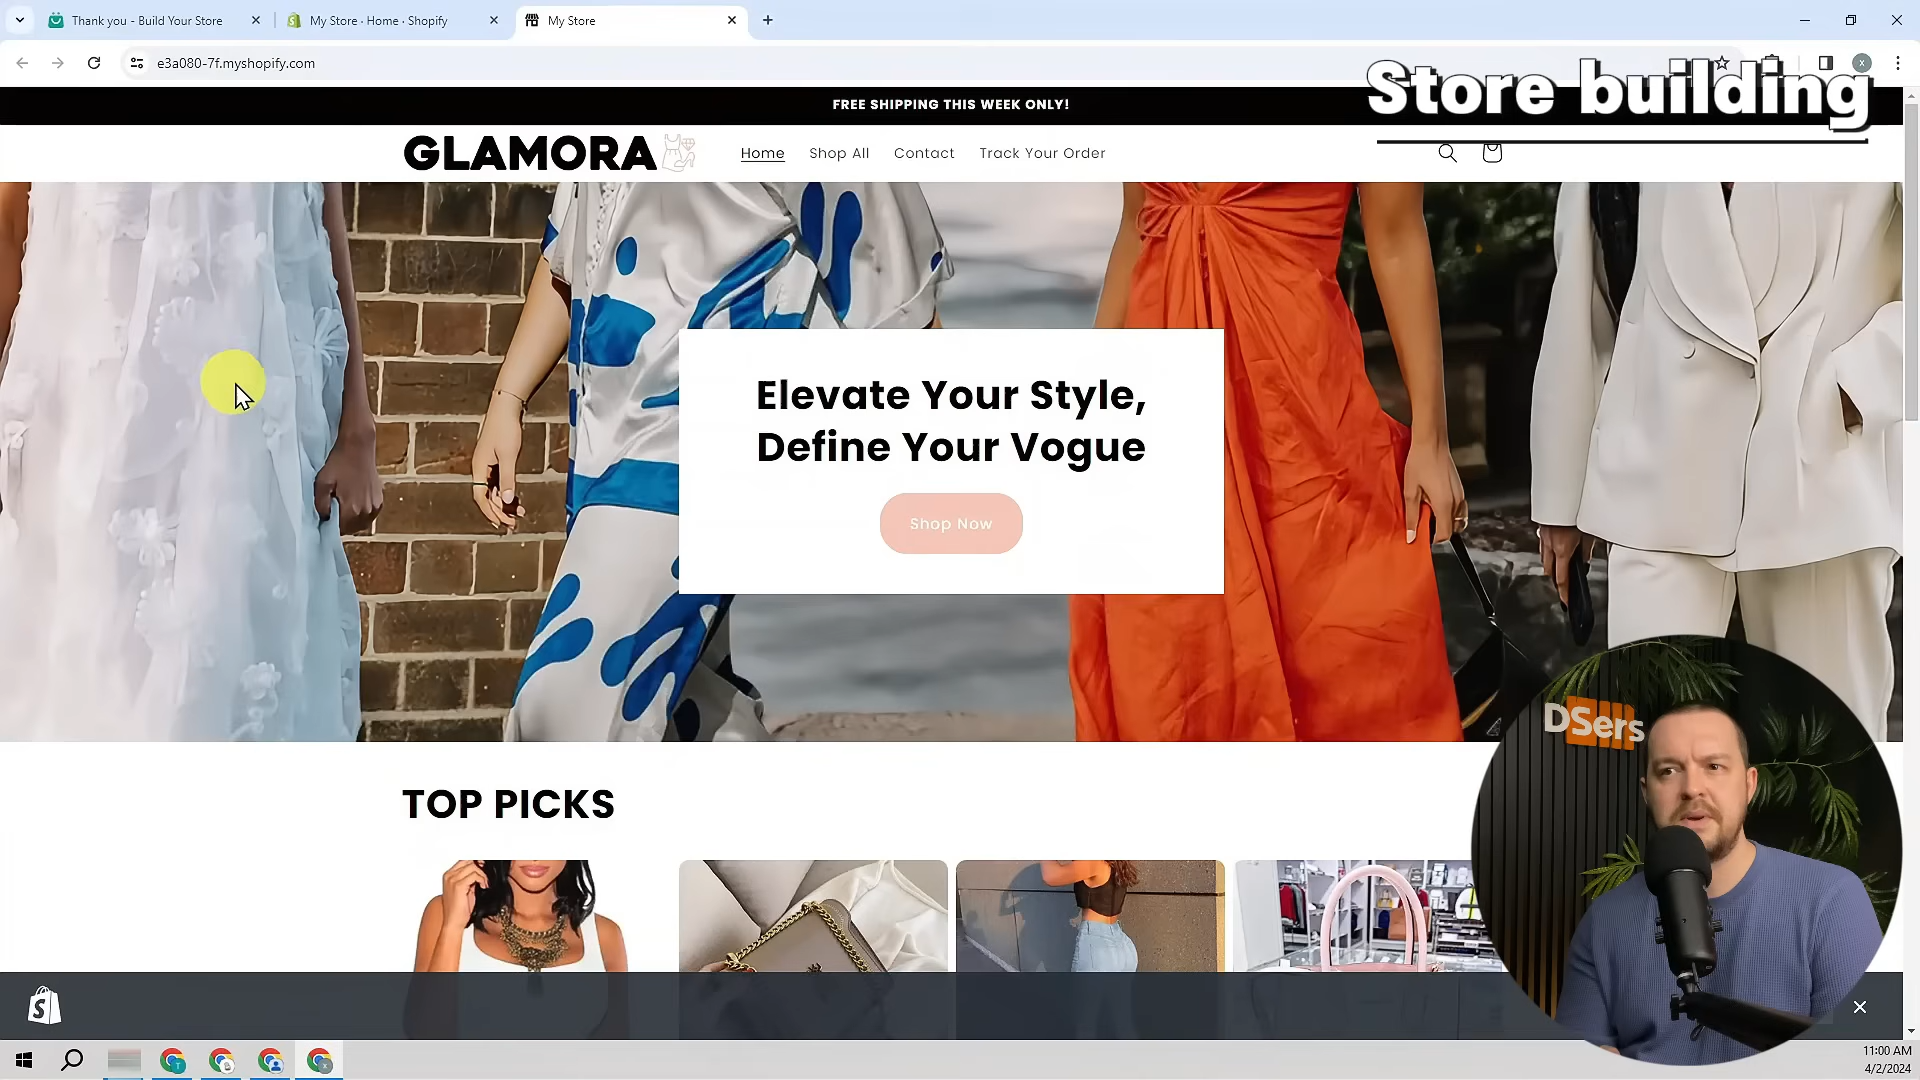 Thank you - Build Your Store
My Store · Home · Shopify
My Store
e3a080-7f.myshopify.com
Store building
FREE SHIPPING THIS WEEK ONLY!
GLAMORA
Home
Shop All
Contact
Track Your Order
Elevate Your Style,
Define Your Vogue
Shop Now
DSers
TOP PICKS
11:00 AM
4/2/2024